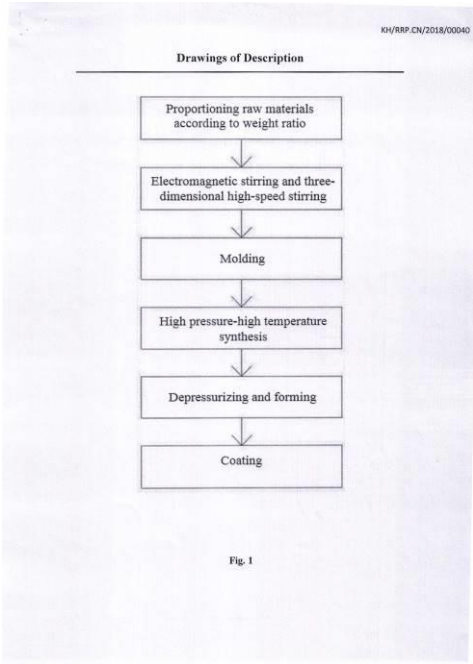 KH/RRP.CN/2018/00040
Drawings of Description
Proportioning raw materials
according to weight ratio
Electromagnetic stirring and three-
dimensional high-speed stirring
Molding
High pressure-high temperature
synthesis
Depressurizing and forming
Coating
Fig. 1